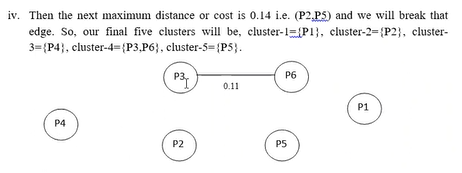 iv. Then the next maximum distance or cost is 0.14 i.e. (P2,P5) and we will break that
edge. So, our final five clusters will be, cluster-1={P1}, cluster-2={P2}, cluster-
3={P4}, cluster-4={P3,P6}, cluster-5={P5}.
P3
P6
0.11
P1
P4
P2
P5